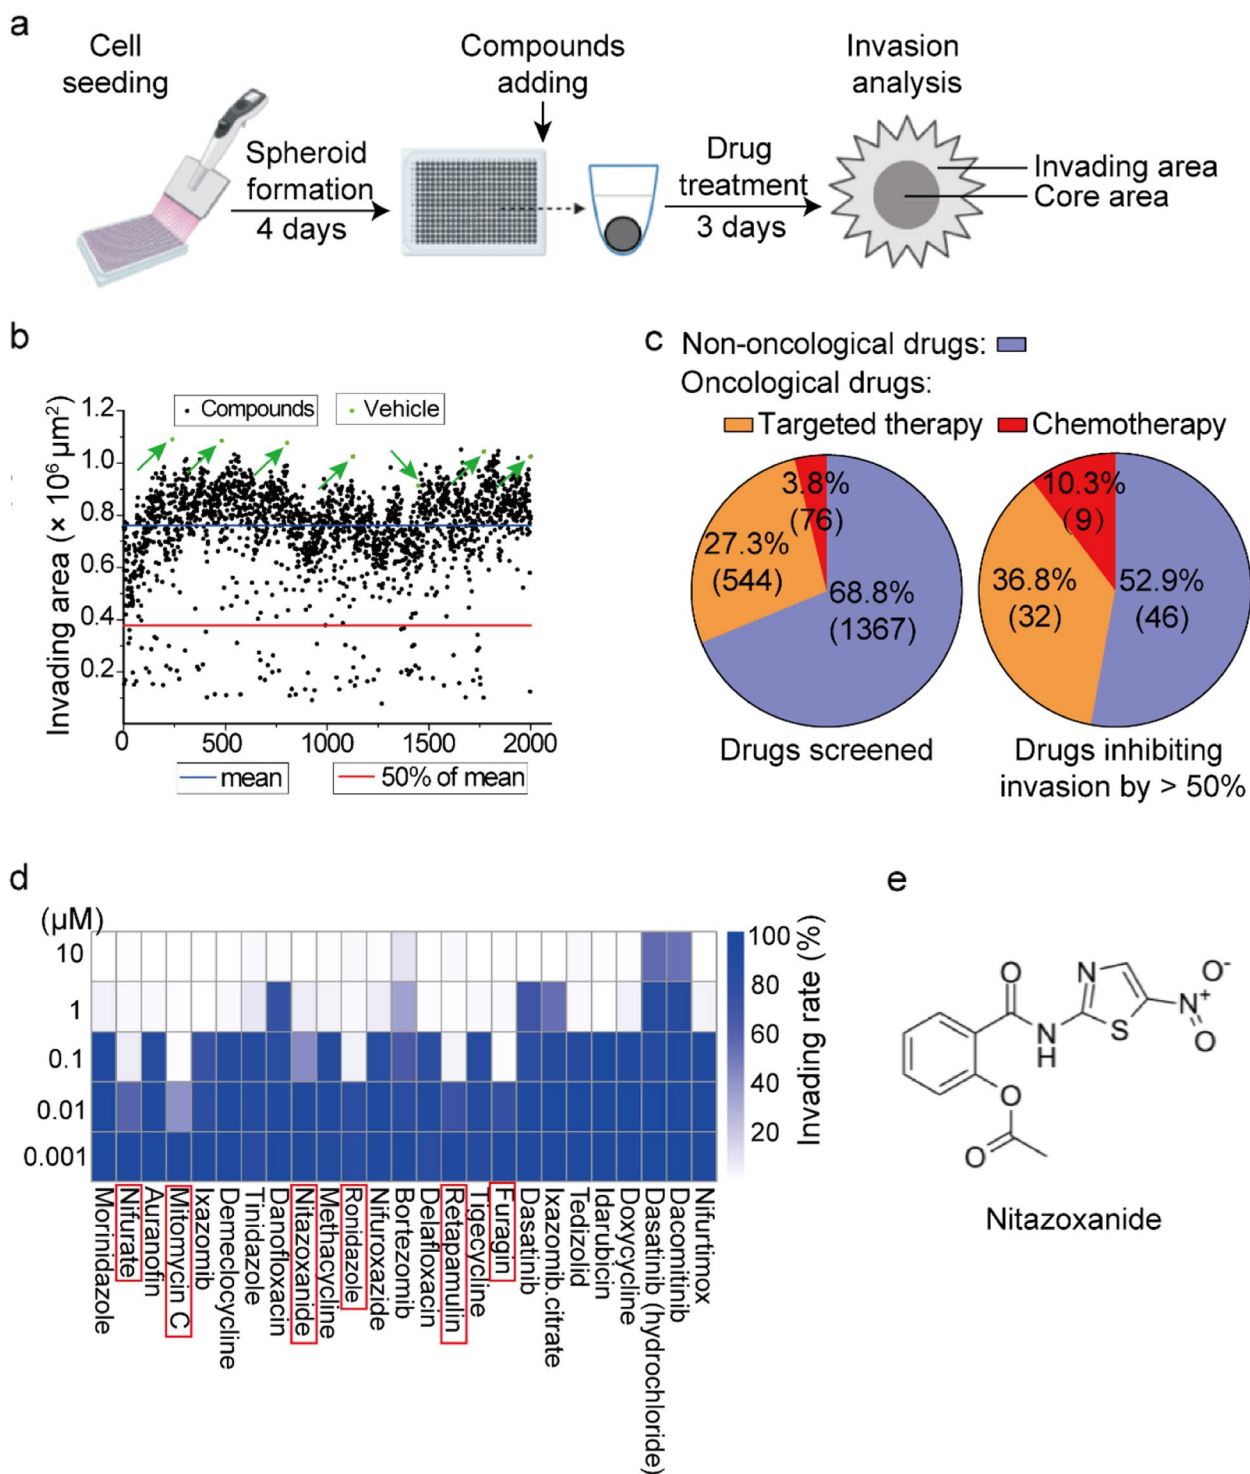 a
Cell
seeding
Spheroid
formation
4 days
Compounds
adding
Drug
treatment
3 days
Invasion
analysis
Invading area
Core area
b
Compounds
Vehicle
Invading area (× 10⁶ µm²)
1.2
1.0
0.8
0.6
0.4
0.2
0
500
1000
1500
2000
mean
50% of mean
c
Non-oncological drugs:
Oncological drugs:
Targeted therapy
Chemotherapy
3.8%
(76)
27.3%
(544)
68.8%
(1367)
Drugs screened
10.3%
(9)
36.8%
(32)
52.9%
(46)
Drugs inhibiting
invasion by > 50%
d
(µM)
10
1
0.1
0.01
0.001
100
80
60
40
20
Invading rate (%)
Morinidazole
Nifurate
Auranofin
Mitomycin C
Ixazomib
Demeclocycline
Tinidazole
Danofloxacin
Nitazoxanide
Methacycline
Ronidazole
Nifuroxazide
Bortezomib
Delafloxacin
Retapamulin
Tigecycline
Furagin
Dasatinib
Ixazomib.citrate
Tedizolid
Idarubicin
Doxycycline
Dasatinib (hydrochloride)
Dacomitinib
Nifurtimox
e
O
N
O⁻
N⁺
O
S
N
H
O
O
Nitazoxanide